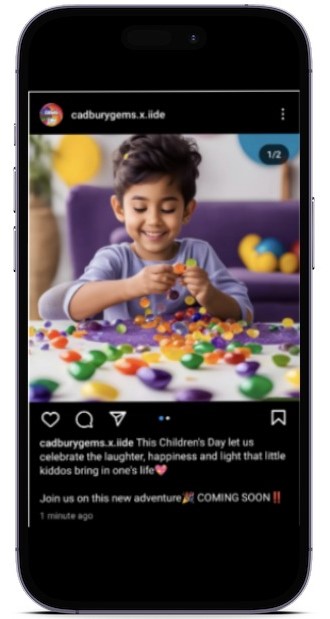 cadburygems.x.iide
1/2
cadburygems.x.iide This Children's Day let us
celebrate the laughter, happiness and light that little
kiddos bring in one's life💖
Join us on this new adventure🎉 COMING SOON‼️
1 minute ago